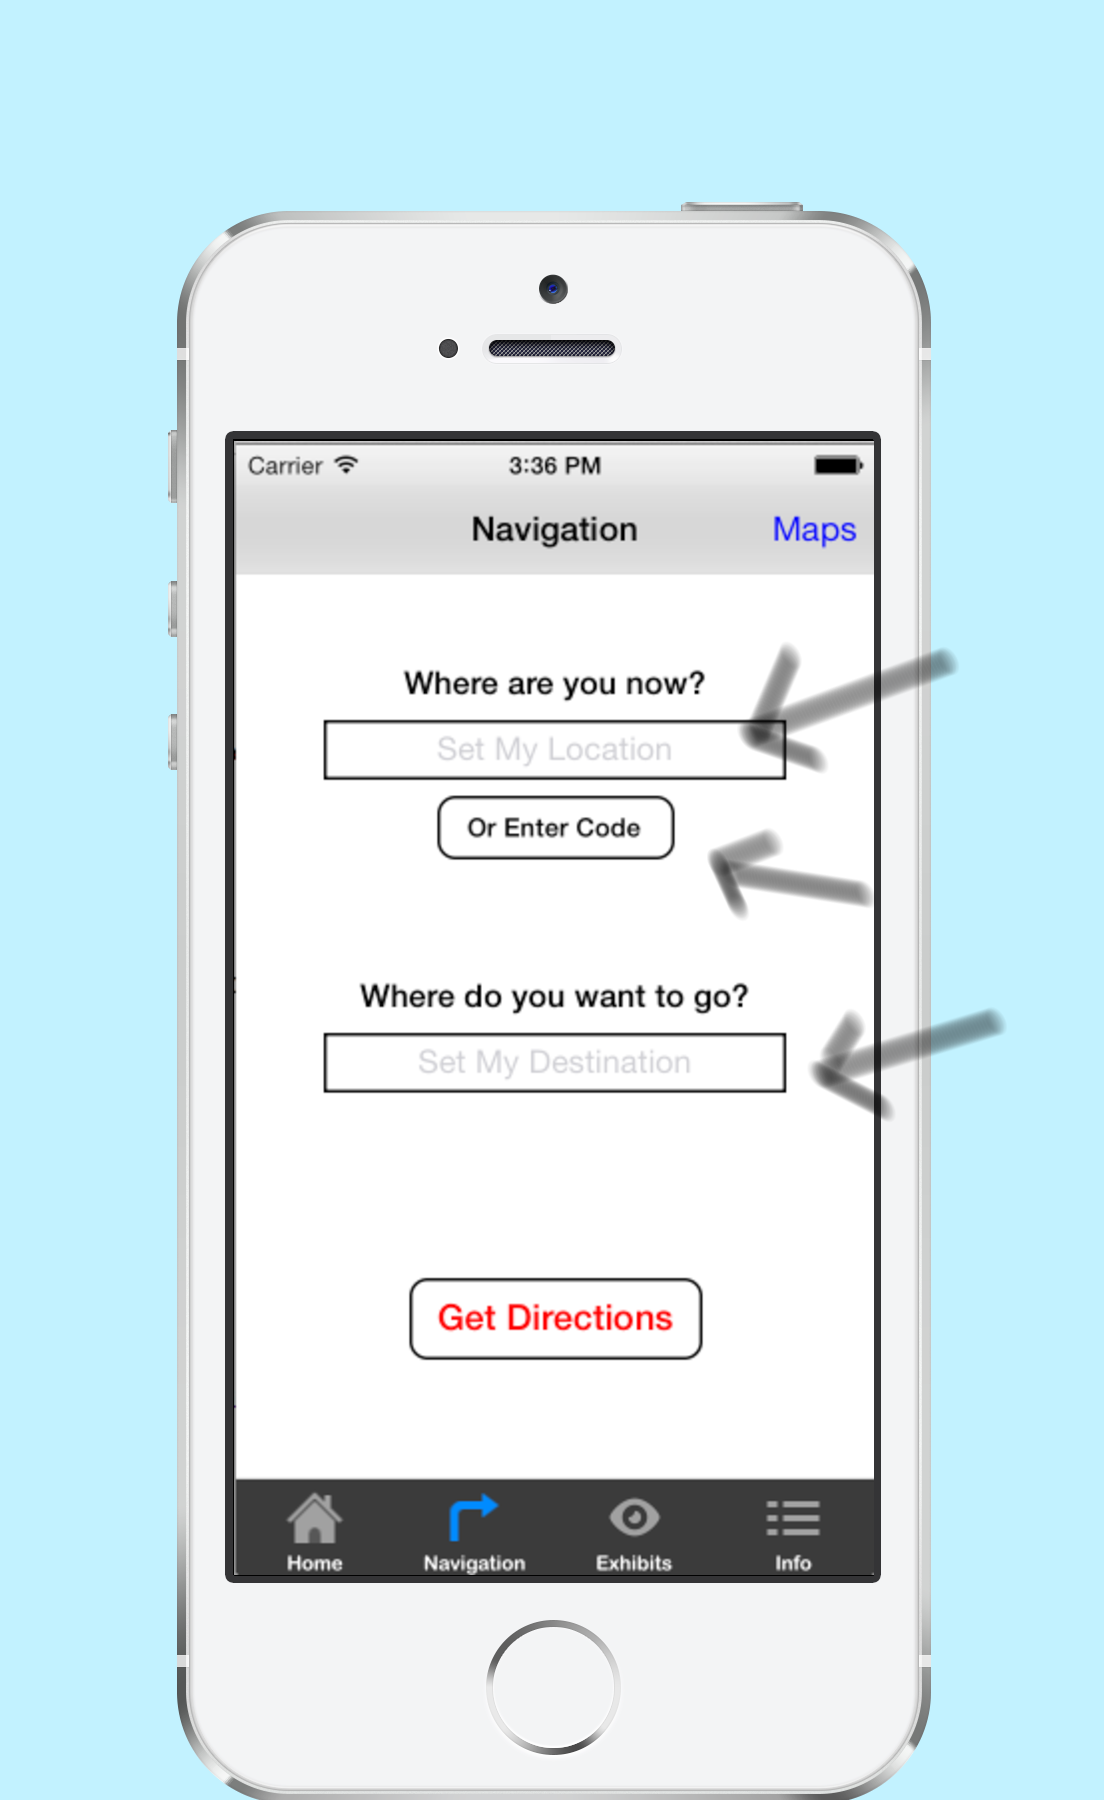 Carrier 3:36 PM
Navigation Maps
Where are you now?
Set My Location
Or Enter Code
Where do you want to go?
Set My Destination
Get Directions
Home Navigation Exhibits Info